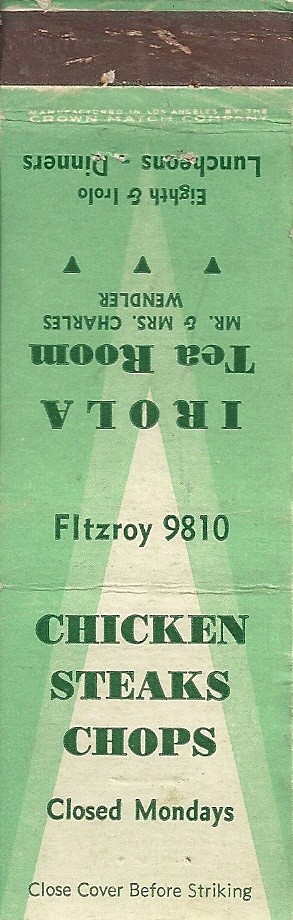 MANUFACTURED IN LOS ANGELES BY THE
CROWN MATCH COMPANY
IROLA
Tea Room
MR. & MRS. CHARLES
WENDLER
Eighth & Irolo
Luncheons - Dinners
FItzroy 9810
CHICKEN
STEAKS
CHOPS
Closed Mondays
Close Cover Before Striking